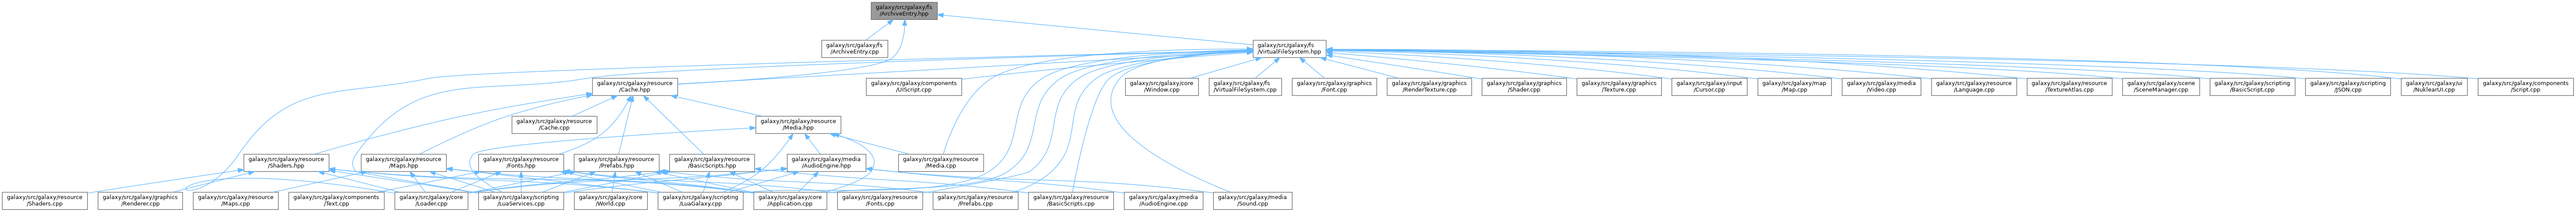 galaxy/src/galaxy/fs
/ArchiveEntry.hpp
galaxy/src/galaxy/fs
/ArchiveEntry.cpp
galaxy/src/galaxy/fs
/VirtualFileSystem.hpp
galaxy/src/galaxy/resource
/Cache.hpp
galaxy/src/galaxy/components
/UIScript.cpp
galaxy/src/galaxy/core
/Window.cpp
galaxy/src/galaxy/fs
/VirtualFileSystem.cpp
galaxy/src/galaxy/graphics
/Font.cpp
galaxy/src/galaxy/graphics
/RenderTexture.cpp
galaxy/src/galaxy/graphics
/Shader.cpp
galaxy/src/galaxy/graphics
/Texture.cpp
galaxy/src/galaxy/input
/Cursor.cpp
galaxy/src/galaxy/map
/Map.cpp
galaxy/src/galaxy/media
/Video.cpp
galaxy/src/galaxy/resource
/Language.cpp
galaxy/src/galaxy/resource
/TextureAtlas.cpp
galaxy/src/galaxy/scene
/SceneManager.cpp
galaxy/src/galaxy/scripting
/BasicScript.cpp
galaxy/src/galaxy/scripting
/JSON.cpp
galaxy/src/galaxy/ui
/NuklearUI.cpp
galaxy/src/galaxy/components
/Script.cpp
galaxy/src/galaxy/resource
/Cache.cpp
galaxy/src/galaxy/resource
/Media.hpp
galaxy/src/galaxy/resource
/Shaders.hpp
galaxy/src/galaxy/resource
/Maps.hpp
galaxy/src/galaxy/resource
/Fonts.hpp
galaxy/src/galaxy/resource
/Prefabs.hpp
galaxy/src/galaxy/resource
/BasicScripts.hpp
galaxy/src/galaxy/media
/AudioEngine.hpp
galaxy/src/galaxy/resource
/Media.cpp
galaxy/src/galaxy/resource
/Shaders.cpp
galaxy/src/galaxy/graphics
/Renderer.cpp
galaxy/src/galaxy/resource
/Maps.cpp
galaxy/src/galaxy/components
/Text.cpp
galaxy/src/galaxy/core
/Loader.cpp
galaxy/src/galaxy/scripting
/LuaServices.cpp
galaxy/src/galaxy/core
/World.cpp
galaxy/src/galaxy/scripting
/LuaGalaxy.cpp
galaxy/src/galaxy/core
/Application.cpp
galaxy/src/galaxy/resource
/Fonts.cpp
galaxy/src/galaxy/resource
/Prefabs.cpp
galaxy/src/galaxy/resource
/BasicScripts.cpp
galaxy/src/galaxy/media
/AudioEngine.cpp
galaxy/src/galaxy/media
/Sound.cpp